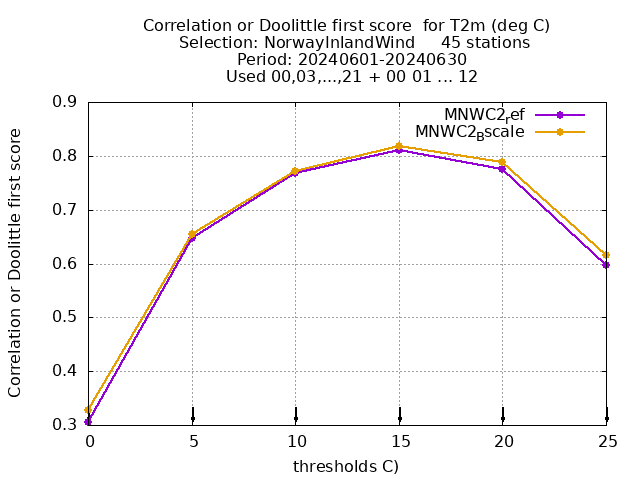 Correlation or Doolittle first score  for T2m (deg C)
Selection: NorwayInlandWind     45 stations
Period: 20240601-20240630
Used 00,03,...,21 + 00 01 ... 12
MNWC2ref
MNWC2Bscale
Correlation or Doolittle first score
0.9
0.8
0.7
0.6
0.5
0.4
0.3
0 5 10 15 20 25
thresholds C)